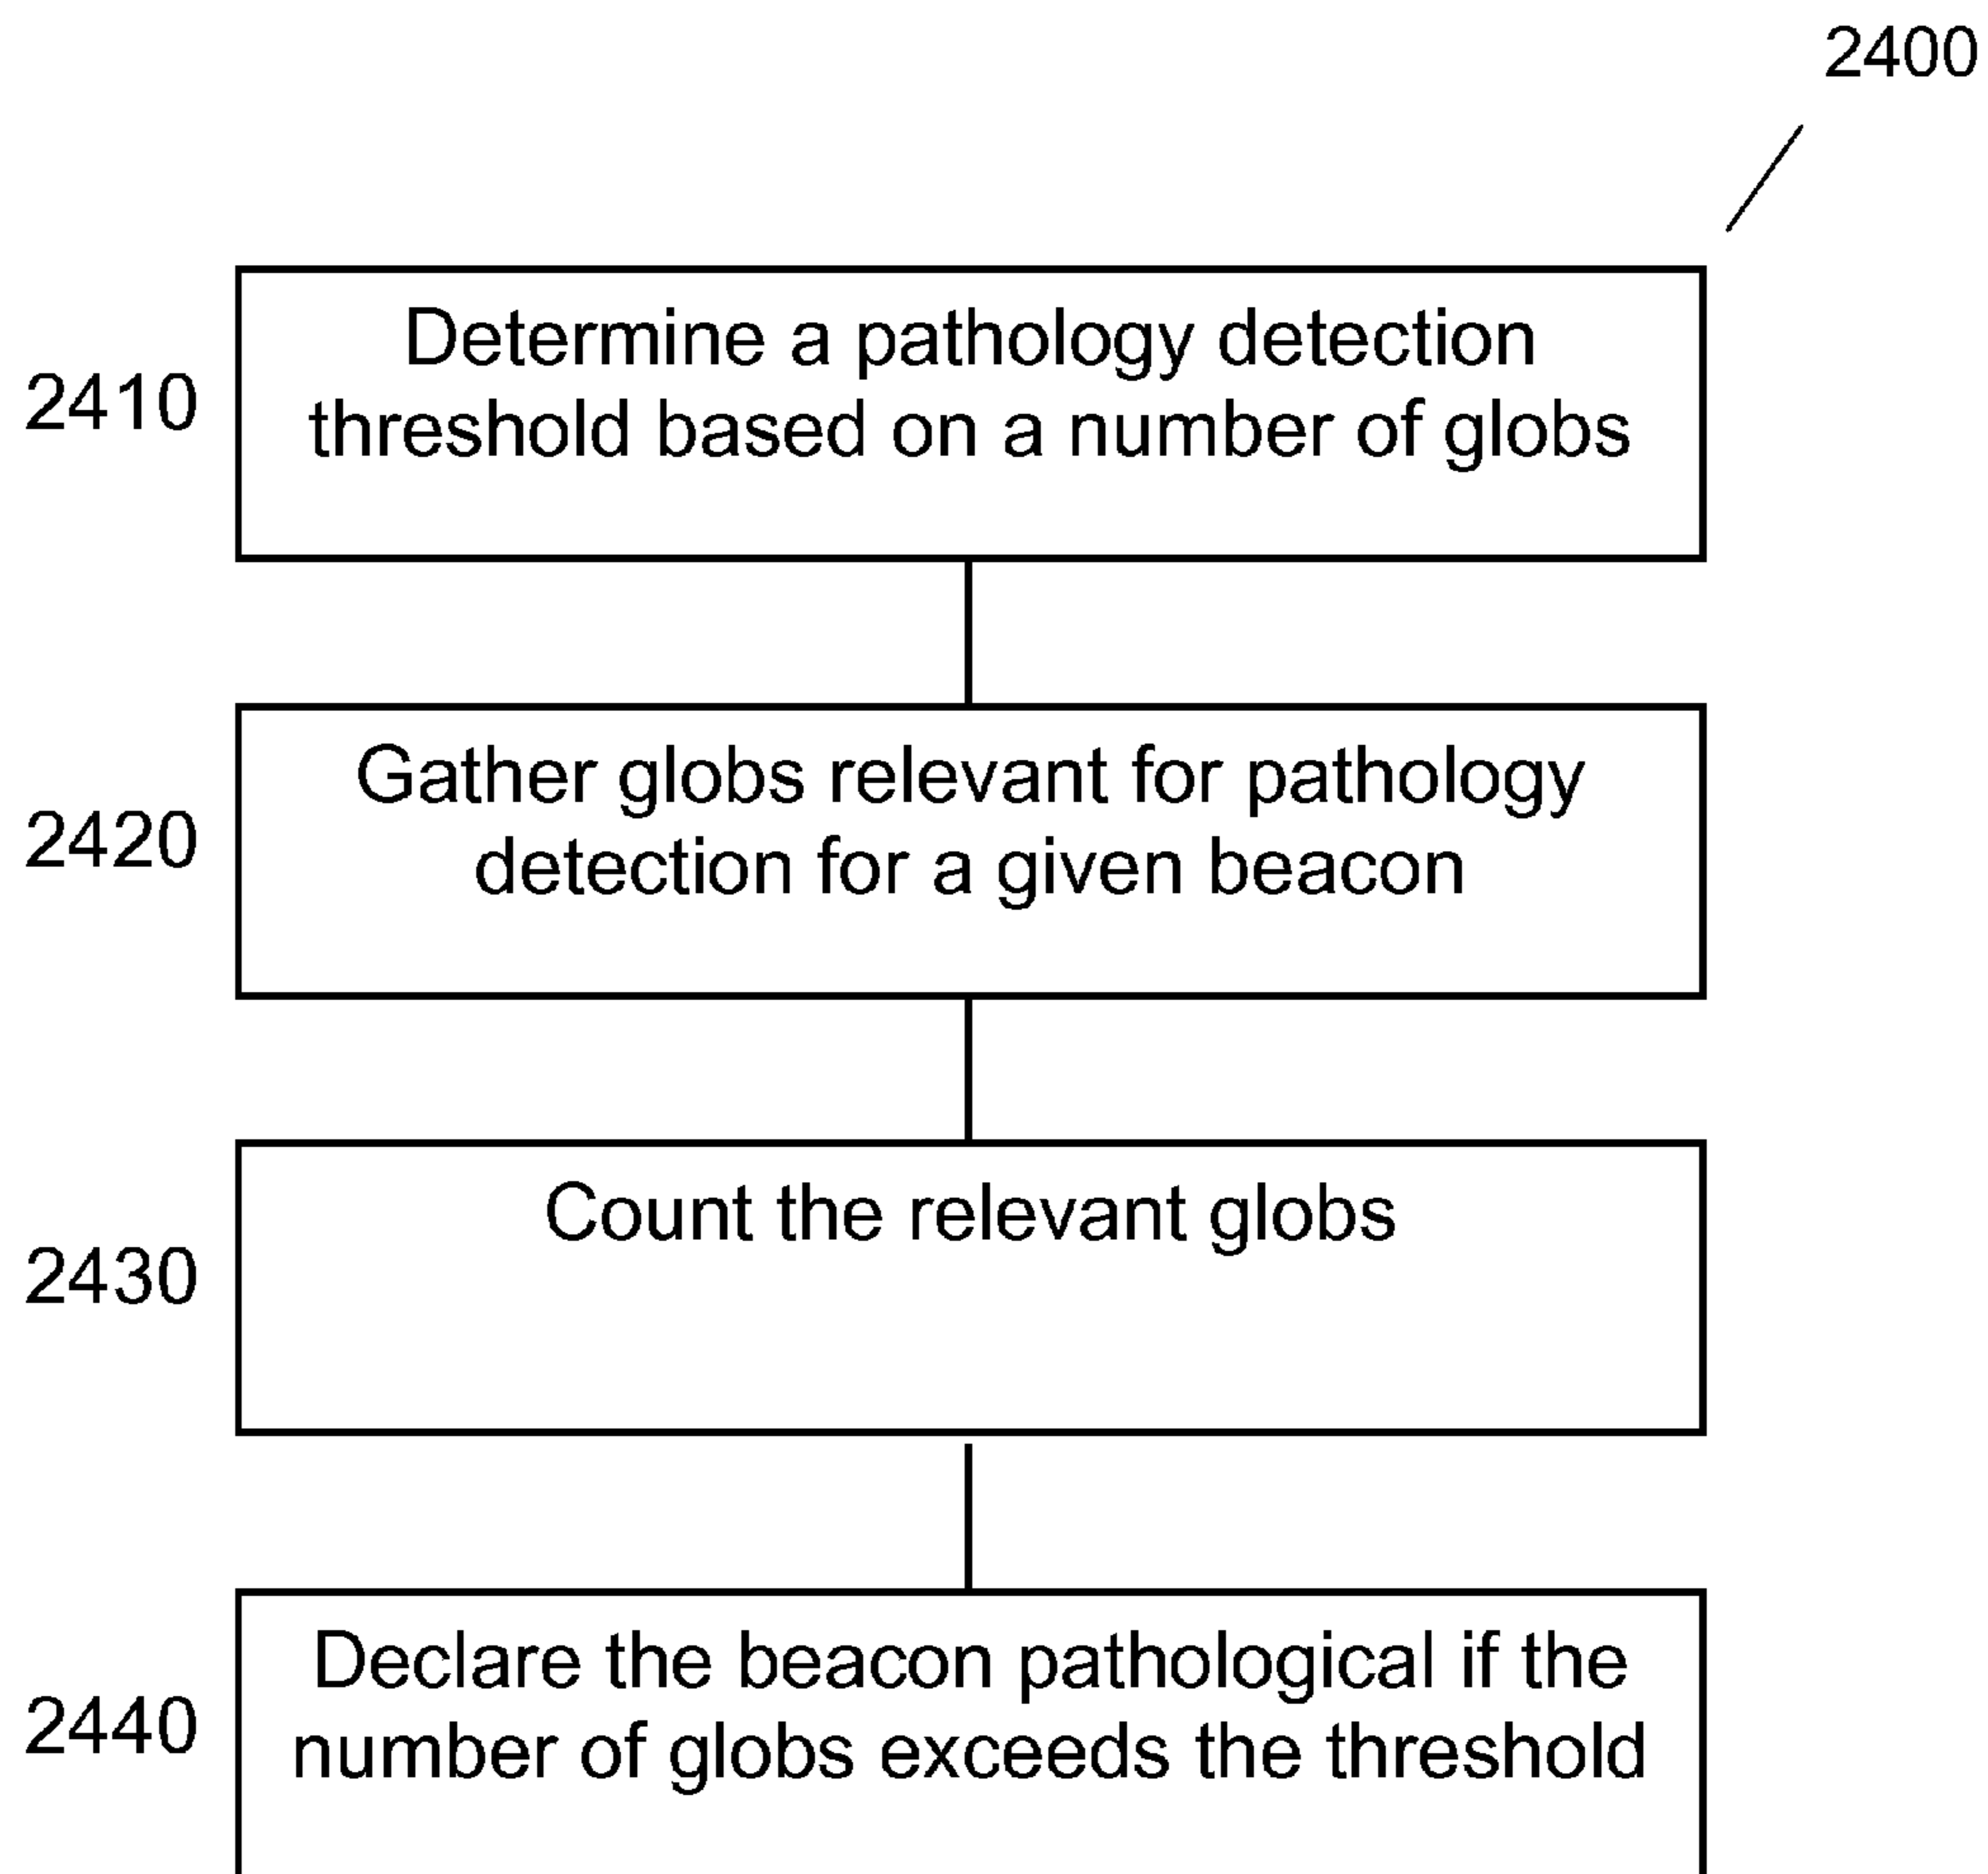 2400
2410
Determine a pathology detection
threshold based on a number of globs
2420
Gather globs relevant for pathology
detection for a given beacon
2430
Count the relevant globs
2440
Declare the beacon pathological if the
number of globs exceeds the threshold